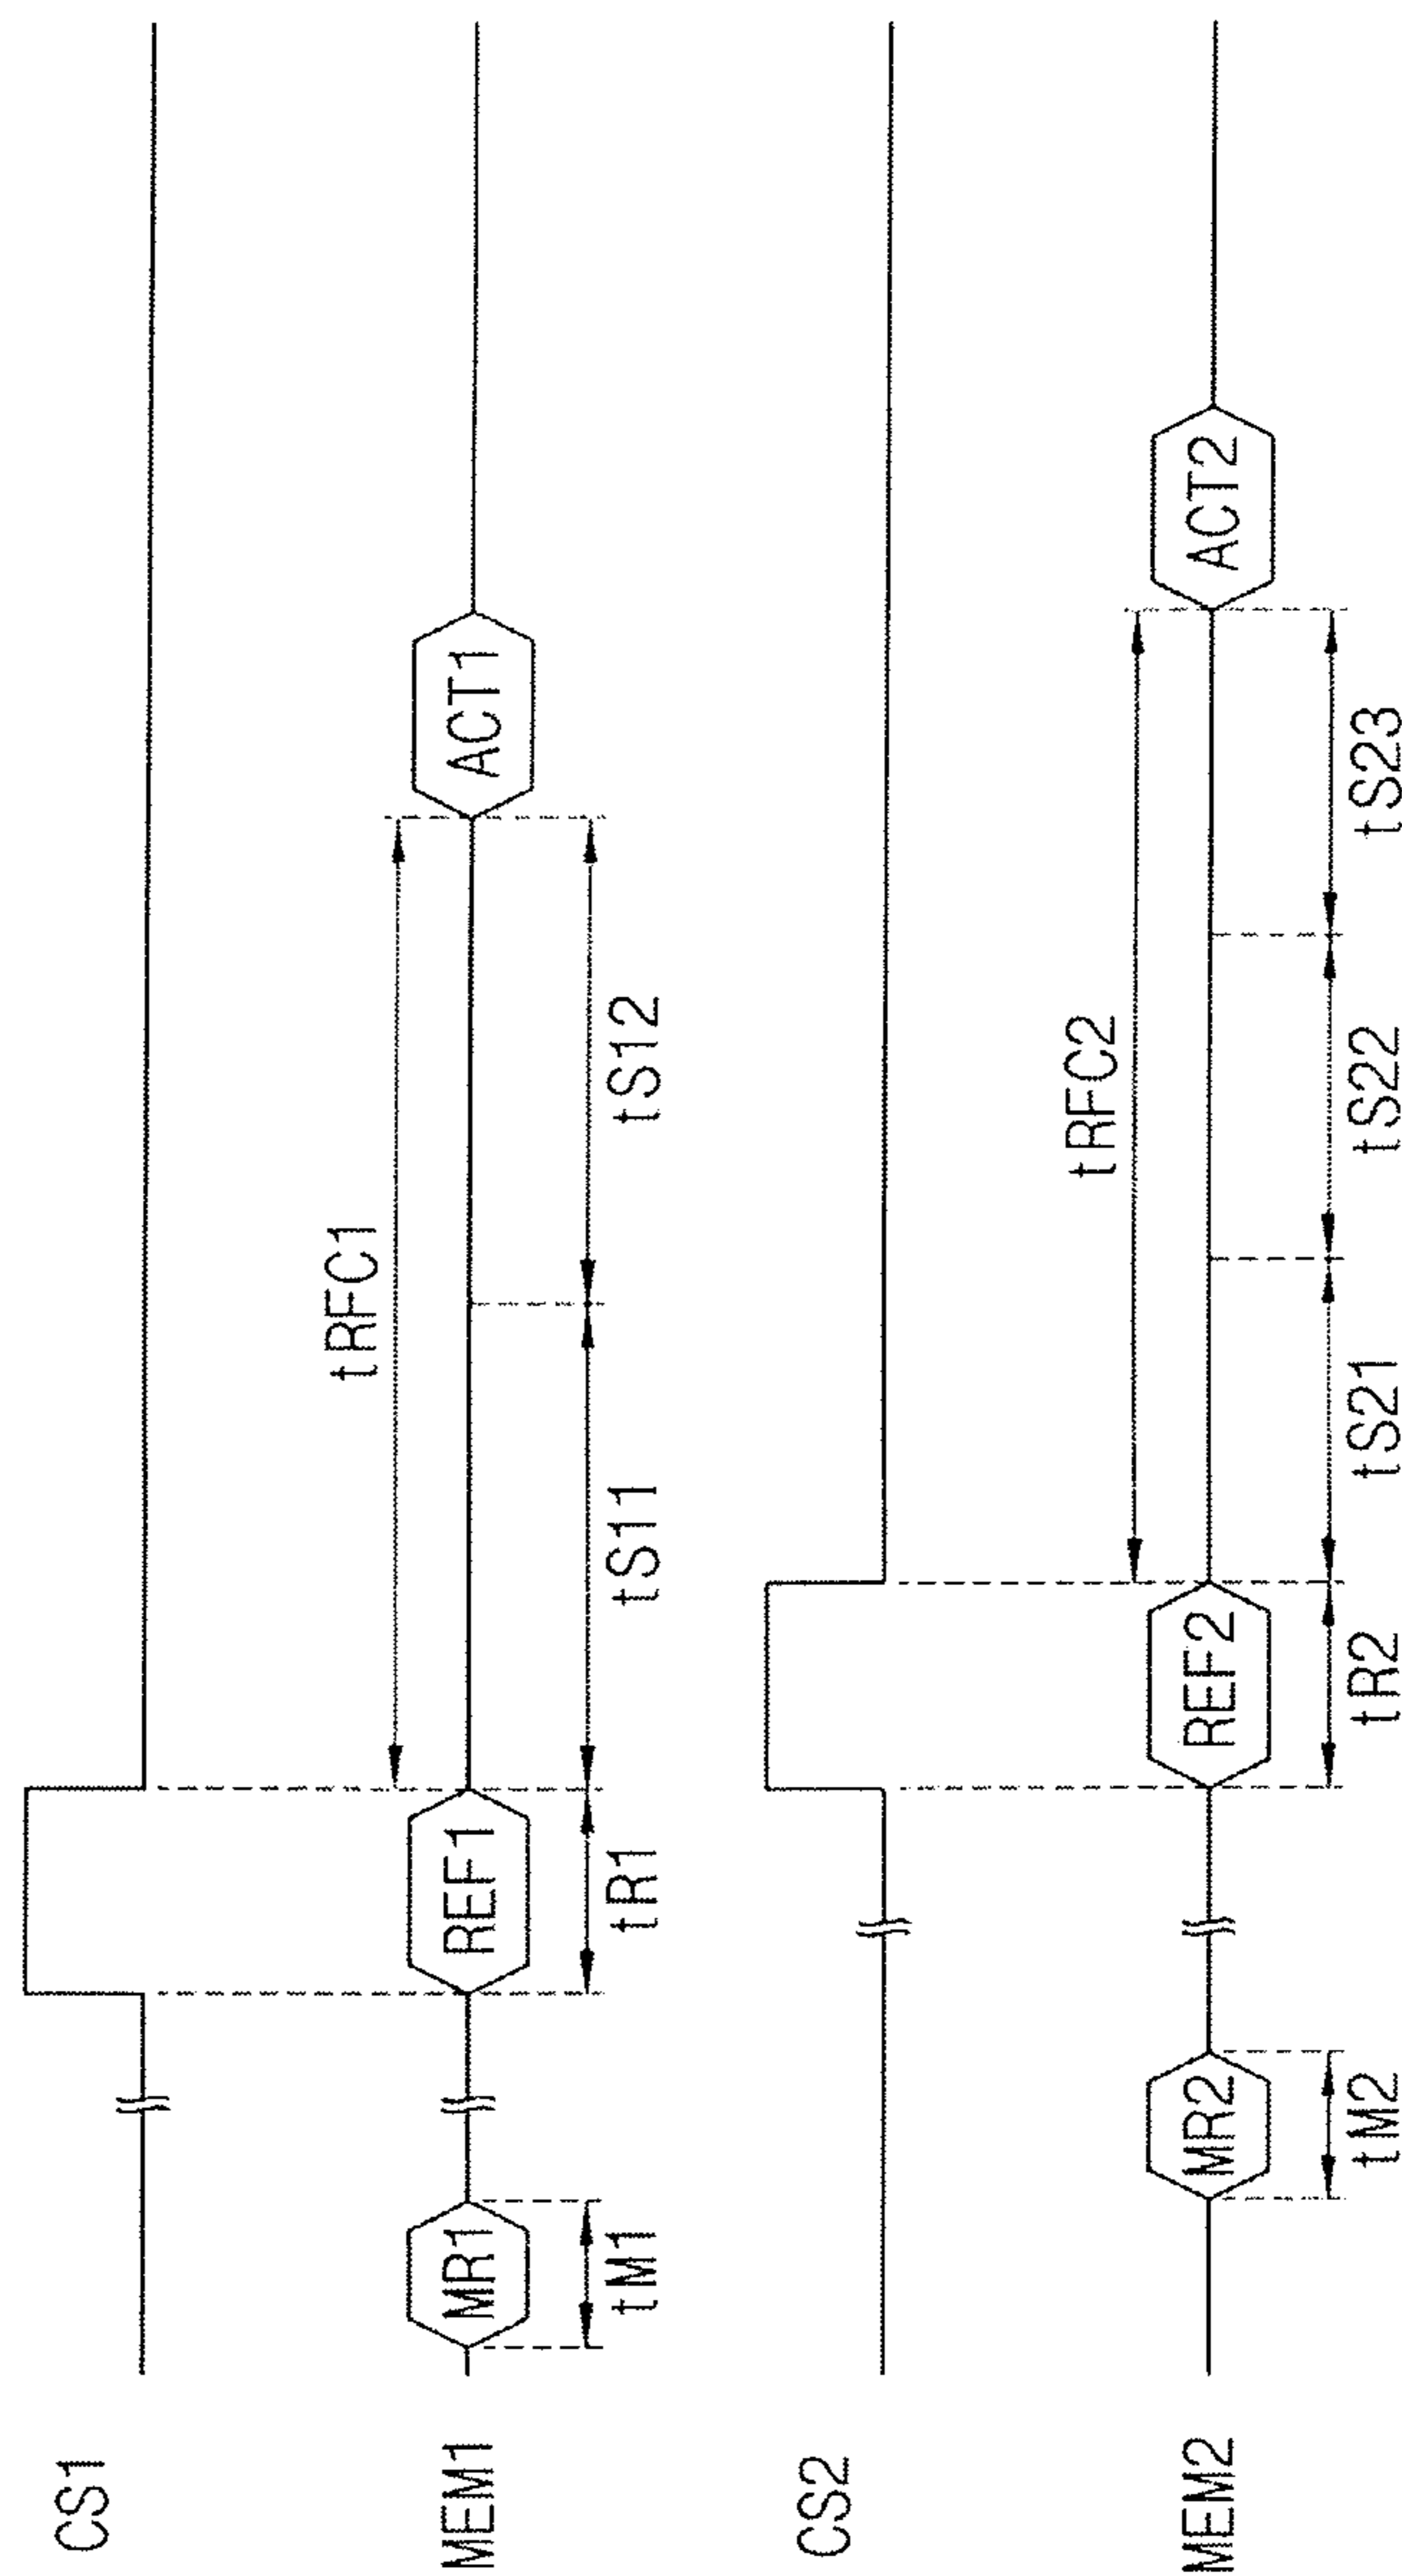 CS1
tRFC1
MEM1
MR1
REF1
ACT1
tM1
tR1
tS11
tS12
CS2
tRFC2
MEM2
MR2
REF2
ACT2
tM2
tR2
tS21
tS22
tS23